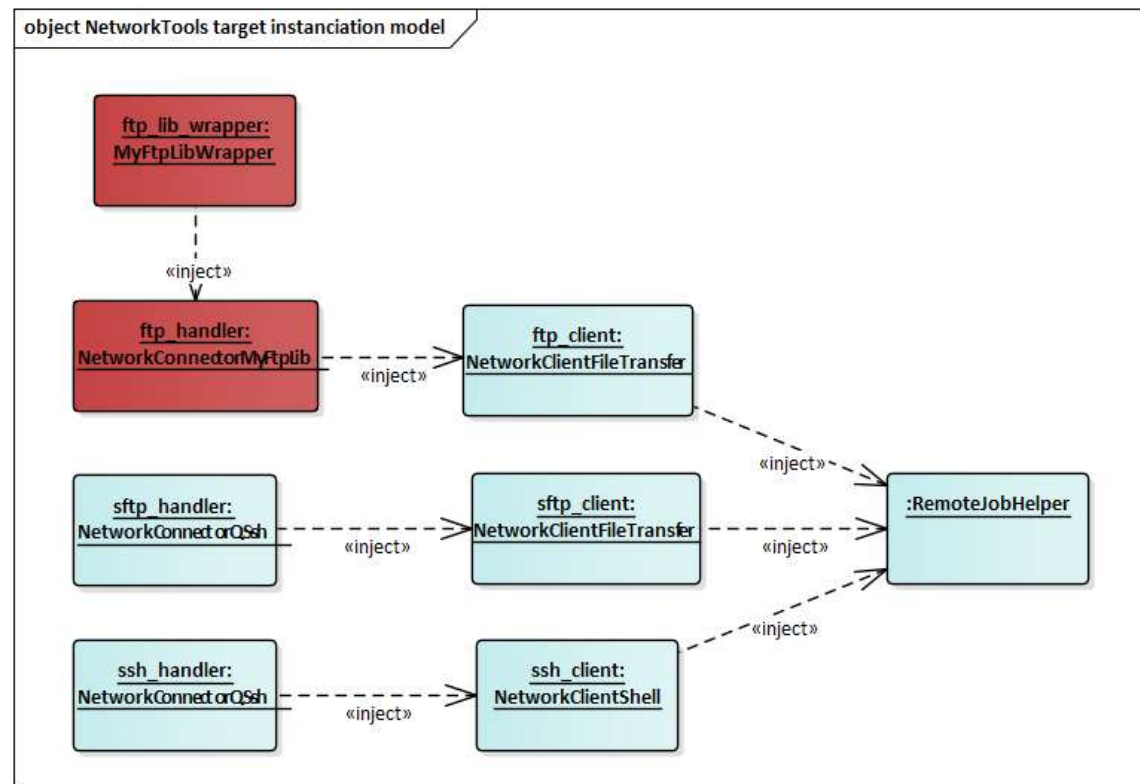 object NetworkTools target instanciation model
ftp_lib_wrapper:
MyFtpLibWrapper
«inject»
ftp_handler:
NetworkConnectorMyFtpLib
«inject»
ftp_client:
NetworkClientFileTransfer
«inject»
sftp_handler:
NetworkConnectorQSsh
«inject»
sftp_client:
NetworkClientFileTransfer
«inject»
:RemoteJobHelper
ssh_handler:
NetworkConnectorQSsh
«inject»
ssh_client:
NetworkClientShell
«inject»